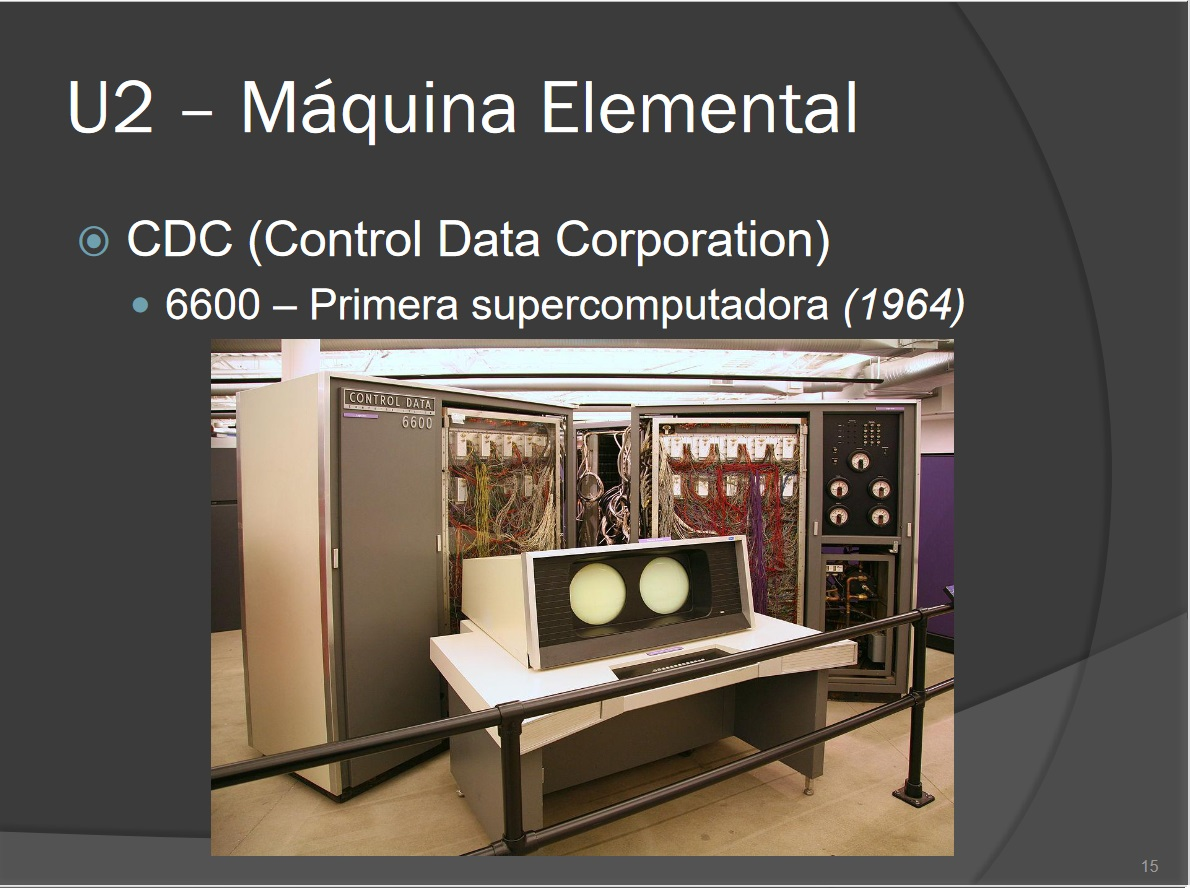 U2 – Máquina Elemental
CDC (Control Data Corporation)
6600 – Primera supercomputadora (1964)
CONTROL DATA
6600
15